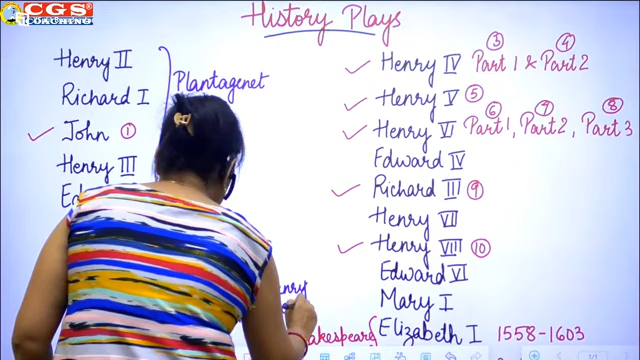 CGS
COACHING
History Plays
Henry II
Richard I
✓ John ①
Henry III
Plantagenet
✓ Henry IV Part 1 ③ & Part 2 ④
✓ Henry V ⑤
✓ Henry VI Part 1 ⑥, Part 2 ⑦, Part 3 ⑧
Edward IV
✓ Richard III ⑨
Henry VII
✓ Henry VIII ⑩
Edward VI
Mary I
Elizabeth I 1558-1603